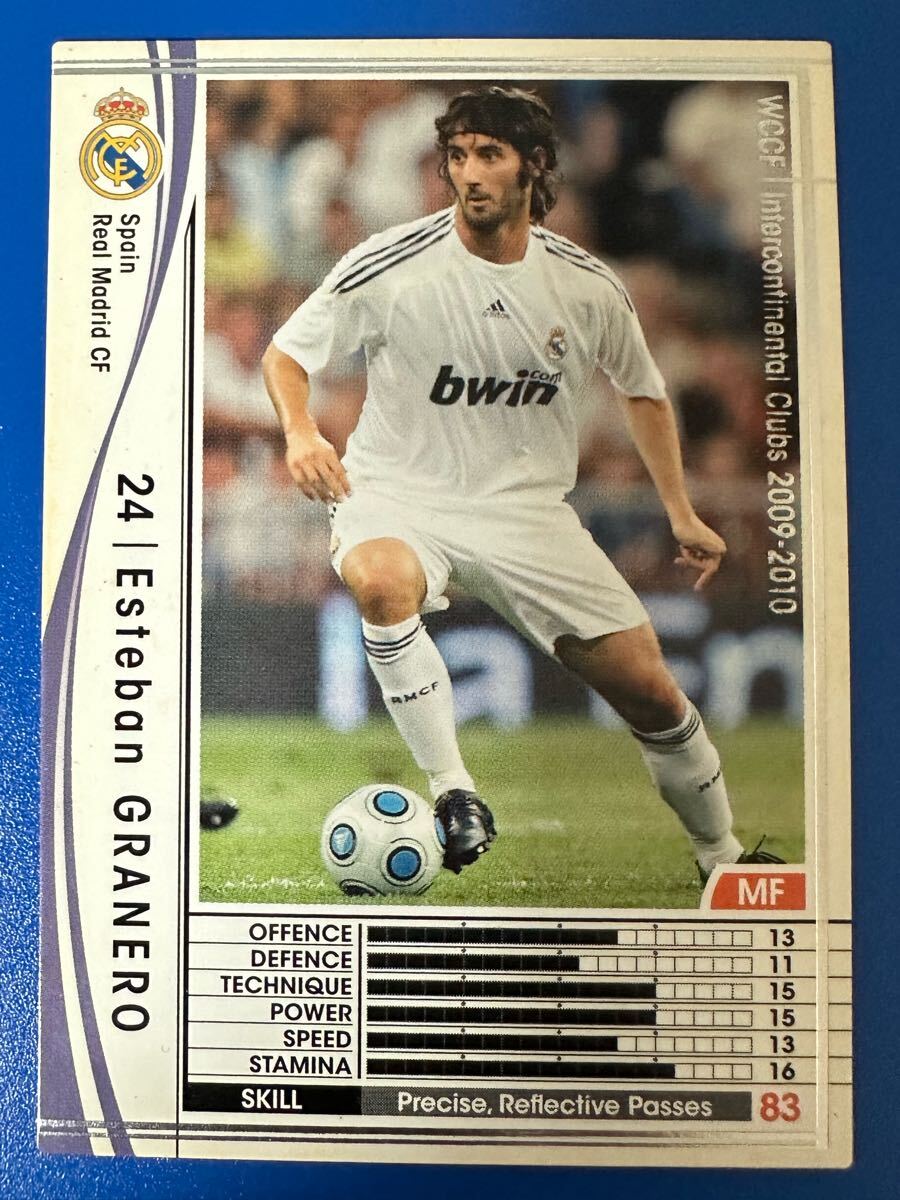 WCCF | Intercontinental Clubs 2009-2010
Spain
Real Madrid CF
24 | Esteban GRANERO
adidas
bwin.com
RMCF
RM
MF
OFFENCE 13
DEFENCE 11
TECHNIQUE 15
POWER 15
SPEED 13
STAMINA 16
SKILL Precise, Reflective Passes 83